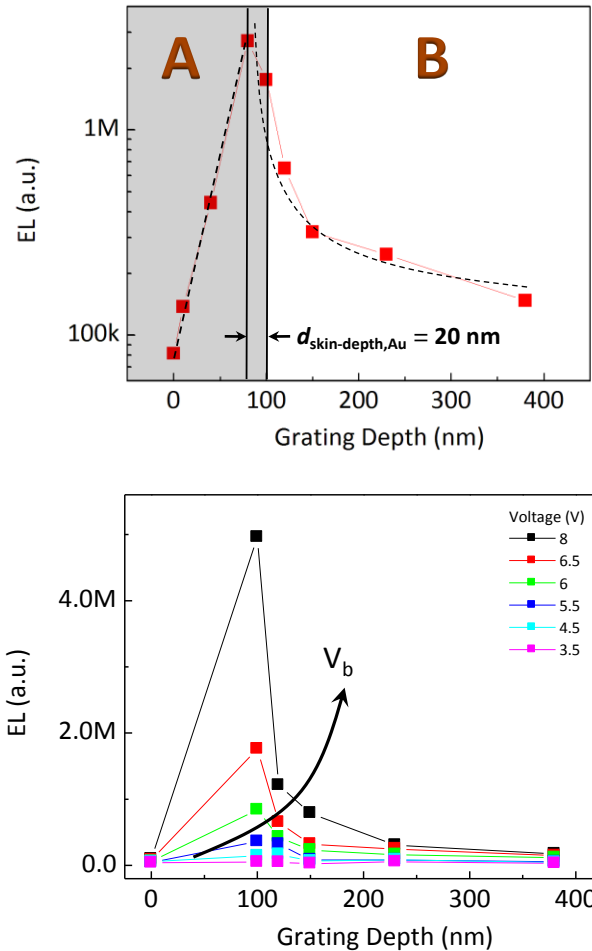 A
B
EL (a.u.)
1M
100k
d skin-depth,Au = 20 nm
0
100
200
300
400
Grating Depth (nm)
EL (a.u.)
4.0M
2.0M
0.0
Voltage (V)
8
6.5
6
5.5
4.5
3.5
Vb
0
100
200
300
400
Grating Depth (nm)